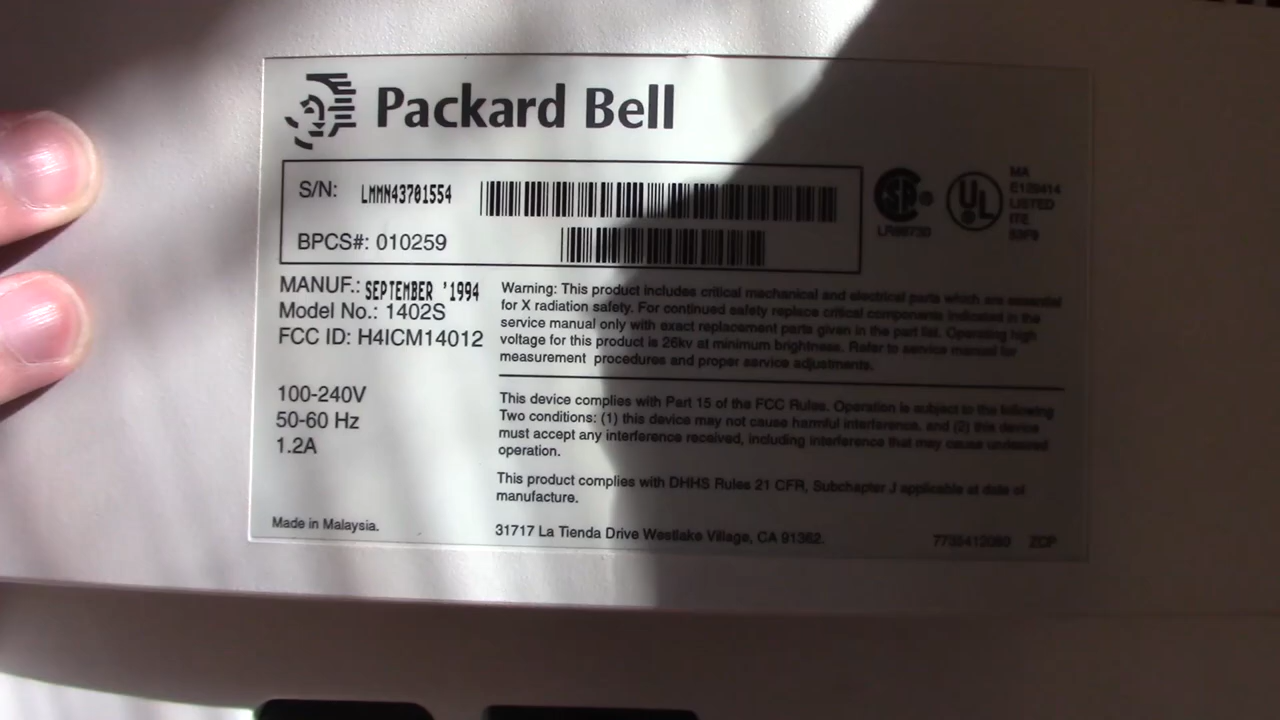 Packard Bell
S/N: LMMN43701554
BPCS#: 010259
CSA ®
UL
MA
E129414
LISTED
ITE
MANUF.: SEPTEMBER '1994
Model No.: 1402S
FCC ID: H4ICM14012
100-240V
50-60 Hz
1.2A
Made in Malaysia.
Warning: This product includes critical mechanical and electrical parts which are essential
for X radiation safety. For continued safety replace critical components indicated in the
service manual only with exact replacement parts given in the part list. Operating high
voltage for this product is 26kv at minimum brightness. Refer to service manual for
measurement procedures and proper service adjustments.
This device complies with Part 15 of the FCC Rules. Operation is subject to the following
Two conditions: (1) this device may not cause harmful interference, and (2) this device
must accept any interference received, including interference that may cause undesired
operation.
This product complies with DHHS Rules 21 CFR, Subchapter J applicable at date of
manufacture.
31717 La Tienda Drive Westlake Village, CA 91362.